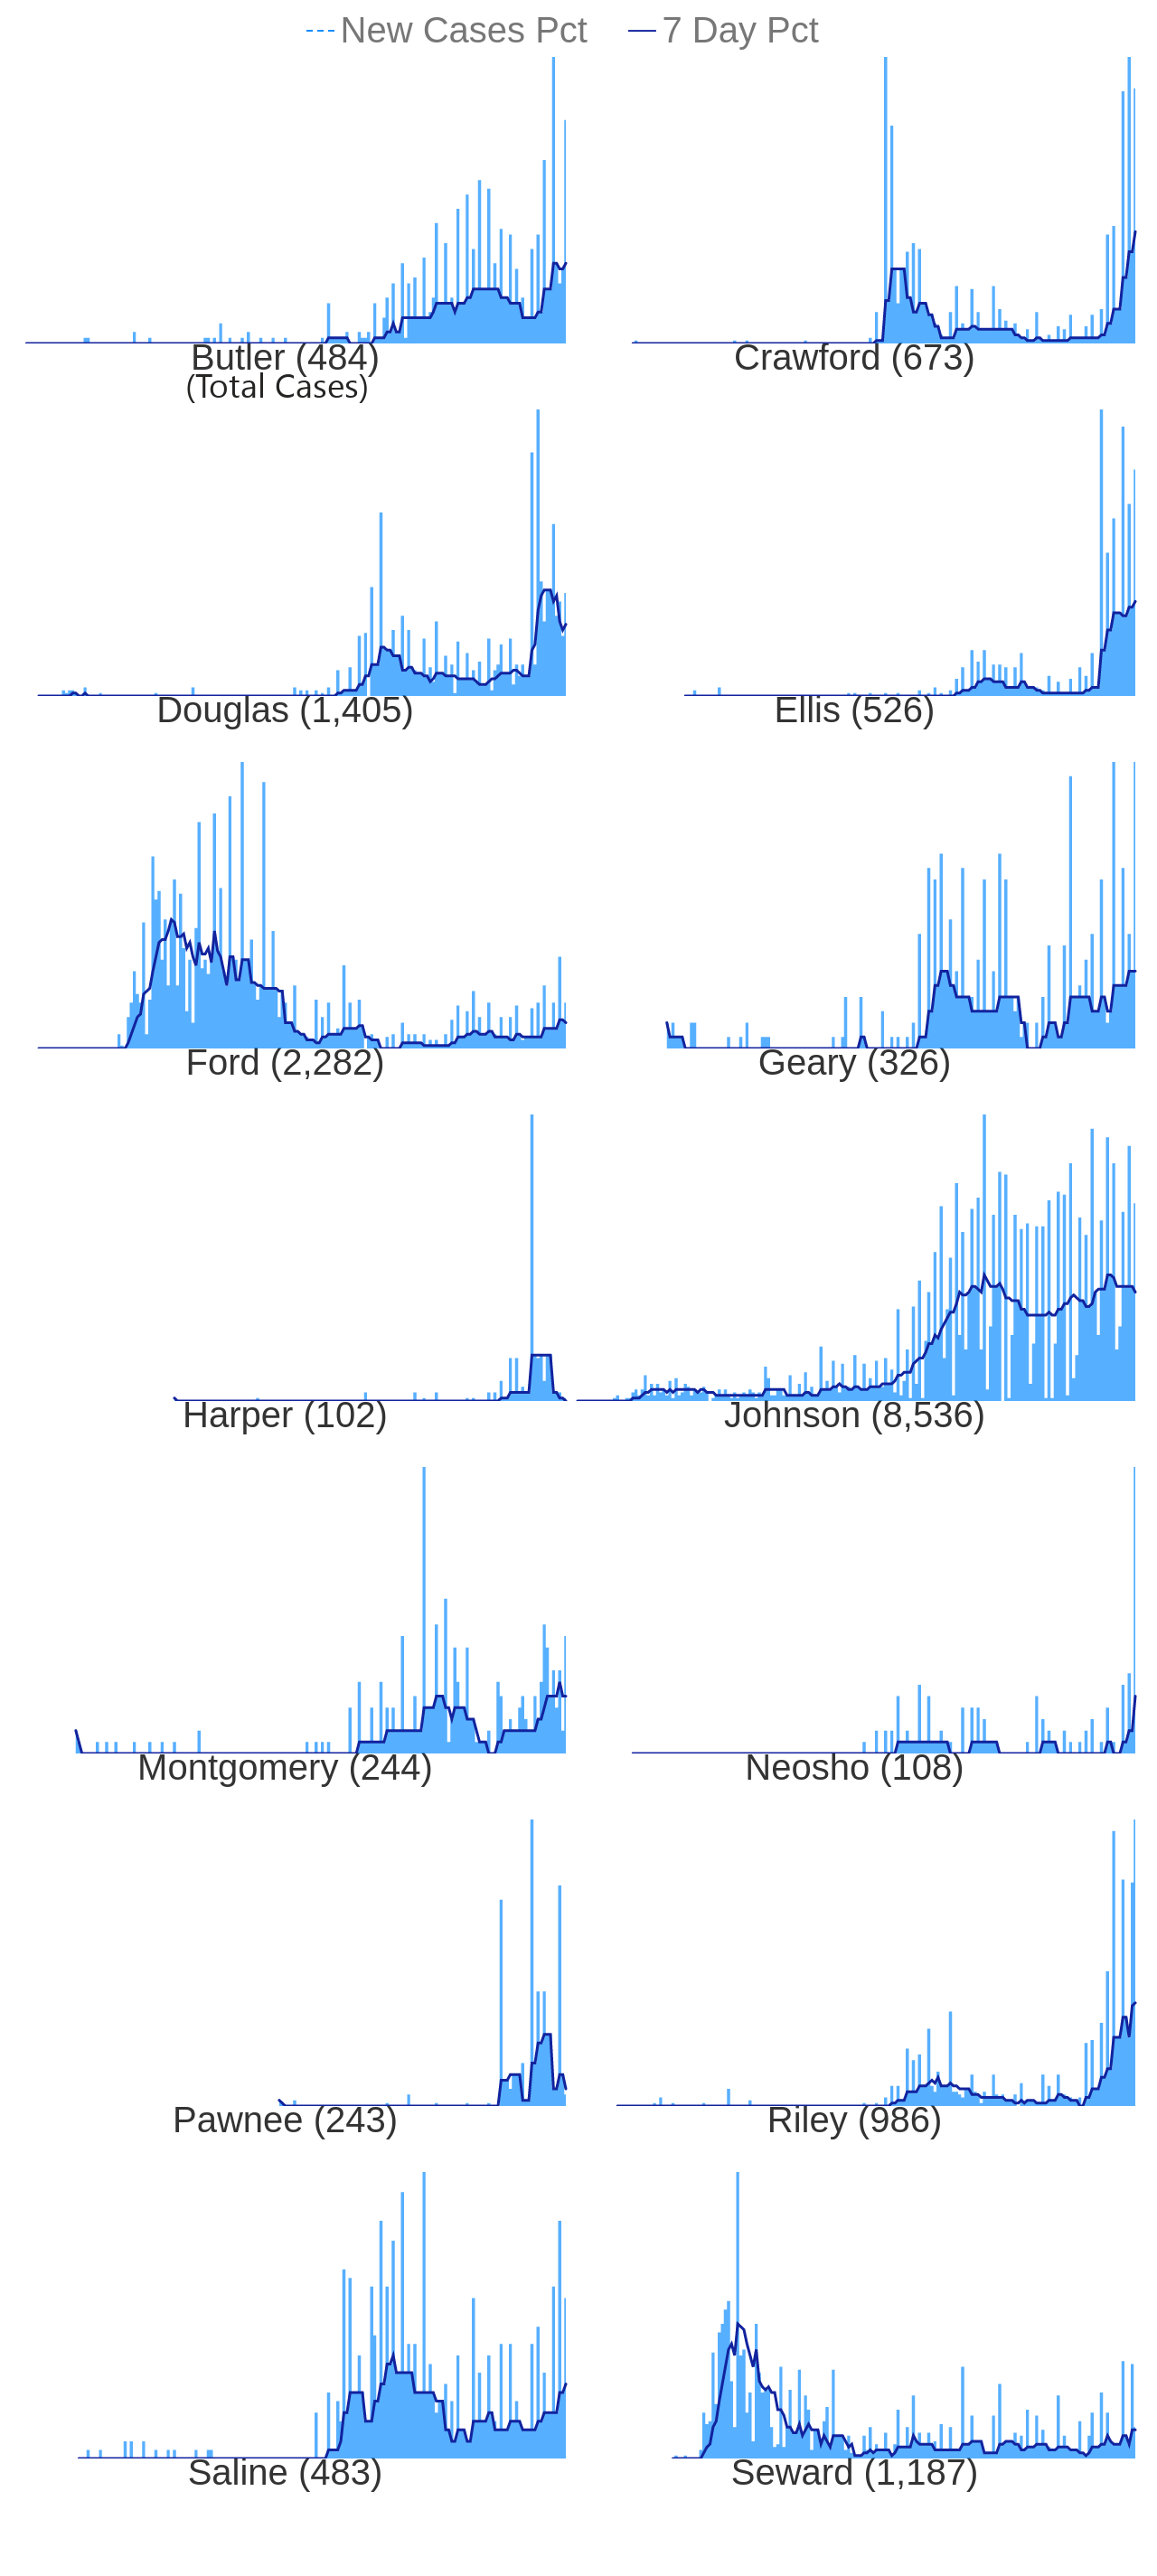 New Cases Pct 7 Day Pct
Butler (484) Crawford (673)
(Total Cases)
Douglas (1,405) Ellis (526)
Ford (2,282) Geary (326)
Harper (102) Johnson (8,536)
Montgomery (244) Neosho (108)
Pawnee (243) Riley (986)
Saline (483) Seward (1,187)